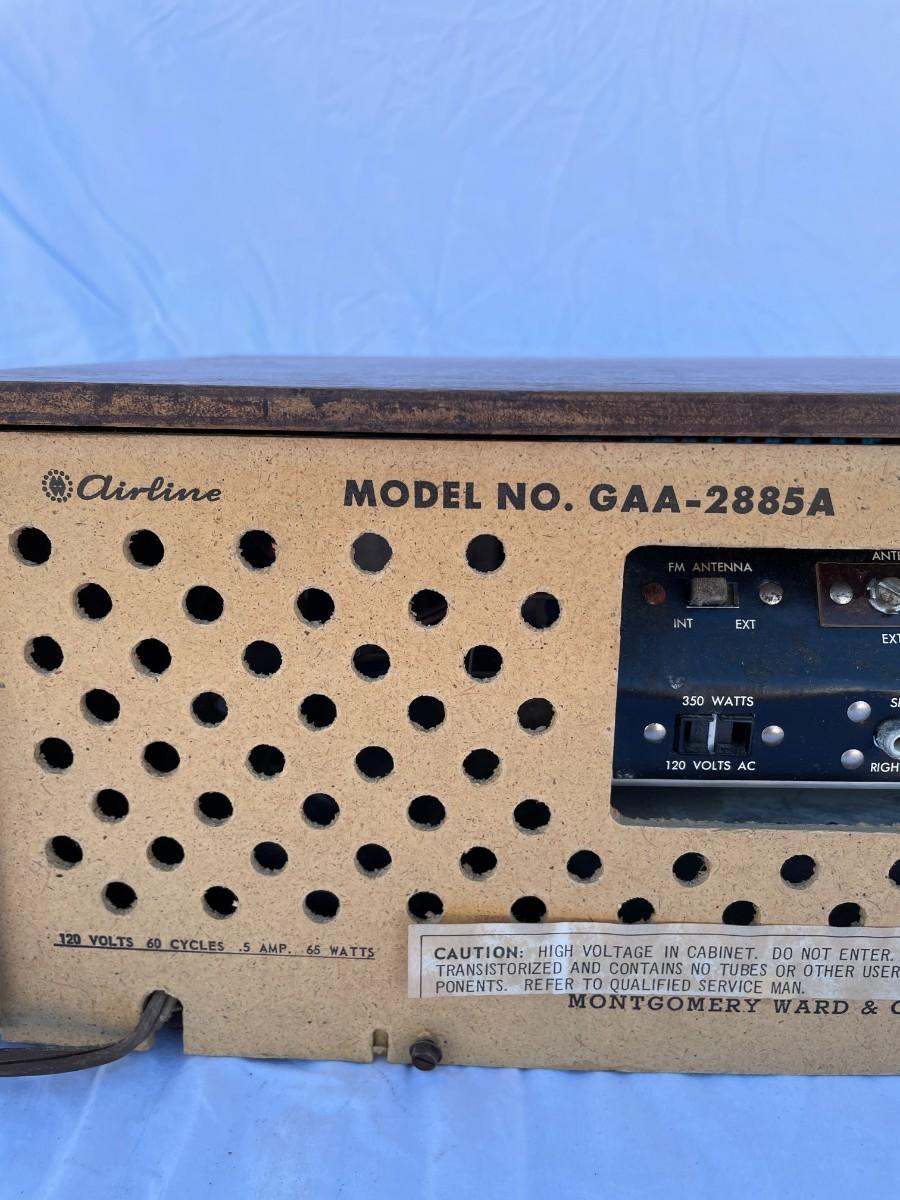 airline
MODEL NO. GAA-2885A
FM ANTENNA
INT EXT
350 WATTS
120 VOLTS AC
120 VOLTS 60 CYCLES .5 AMP. 65 WATTS
CAUTION: HIGH VOLTAGE IN CABINET. DO NOT ENTER.
TRANSISTORIZED AND CONTAINS NO TUBES OR OTHER USER
PONENTS. REFER TO QUALIFIED SERVICE MAN.
MONTGOMERY WARD &